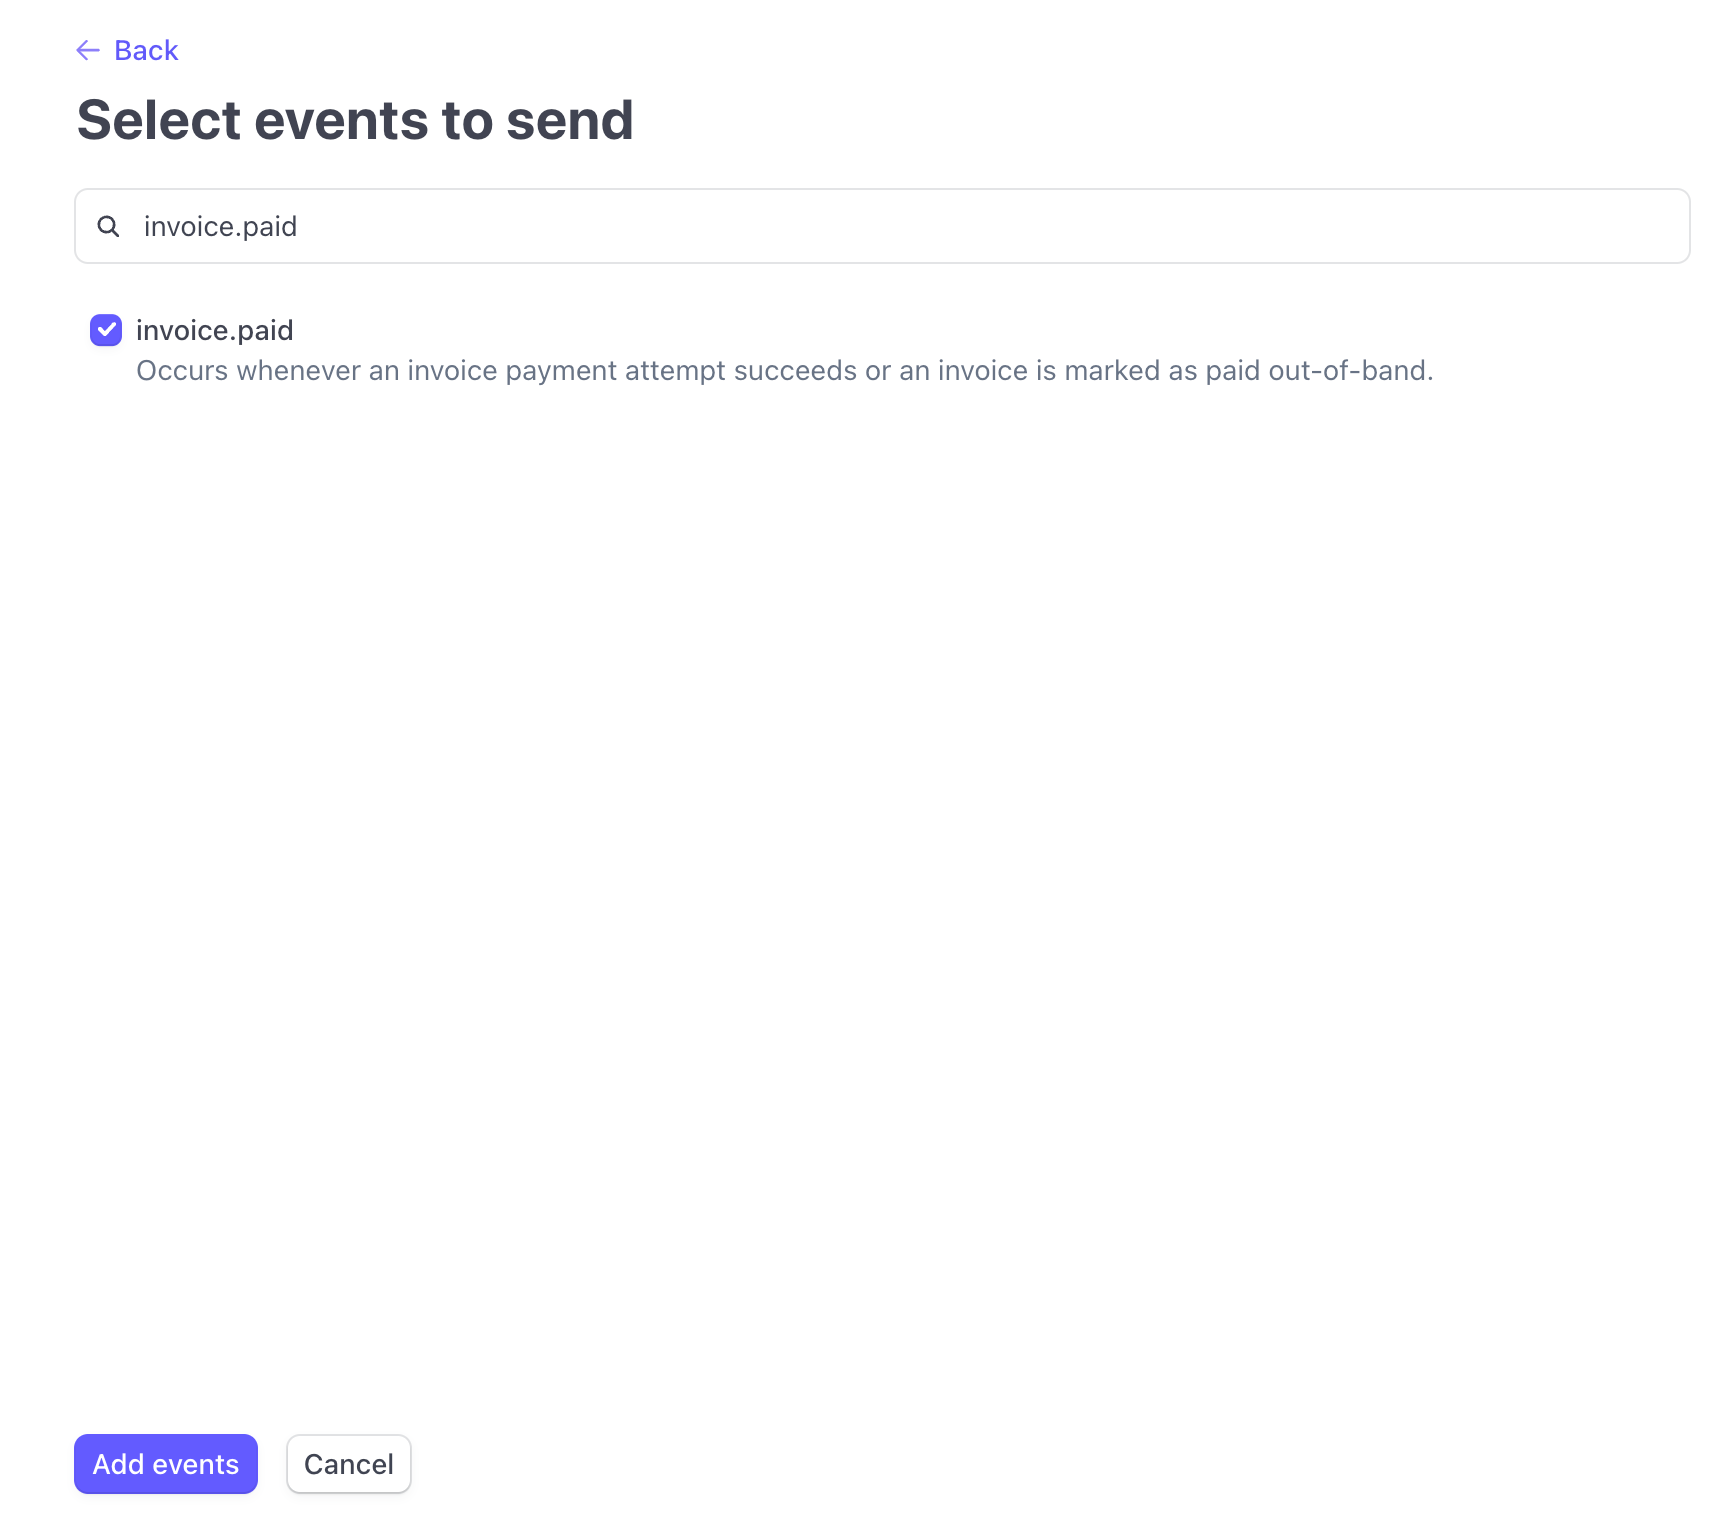 Back
Select events to send
invoice.paid
invoice.paid
Occurs whenever an invoice payment attempt succeeds or an invoice is marked as paid out-of-band.
Add events
Cancel